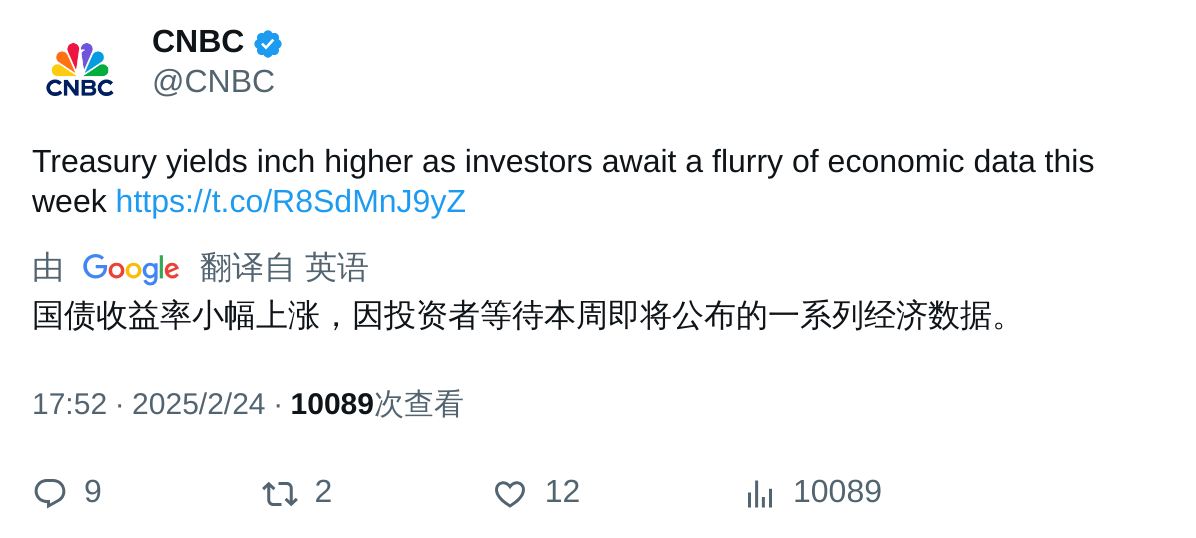 CNBC
@CNBC
CNBC
Treasury yields inch higher as investors await a flurry of economic data this
week https://t.co/R8SdMnJ9yZ
由 Google 翻译自 英语
国债收益率小幅上涨，因投资者等待本周即将公布的一系列经济数据。
17:52 · 2025/2/24 · 10089次查看
9 2 12 10089